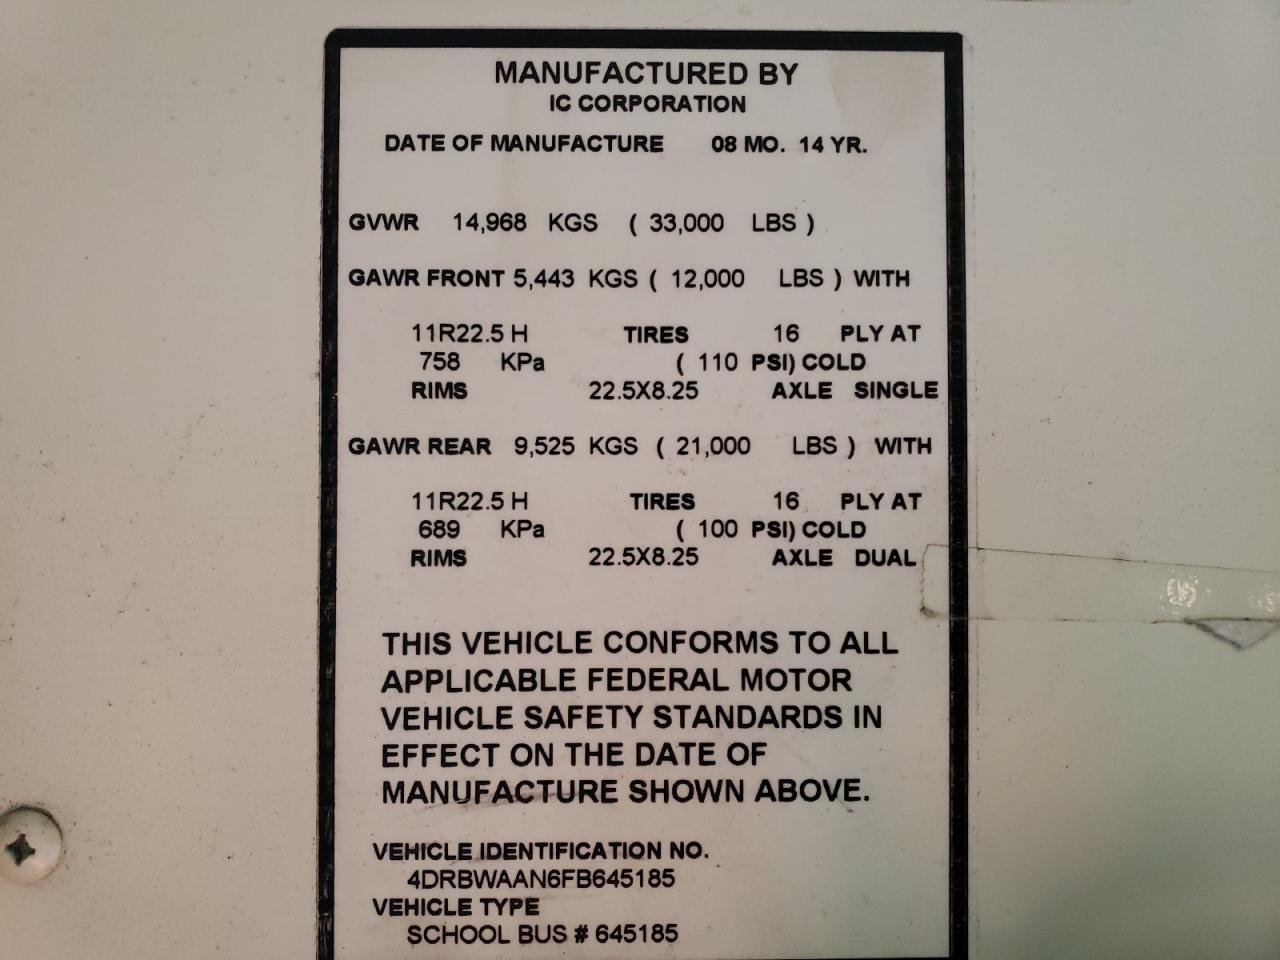 MANUFACTURED BY
IC CORPORATION
DATE OF MANUFACTURE 08 MO. 14 YR.
GVWR 14,968 KGS ( 33,000 LBS )
GAWR FRONT 5,443 KGS ( 12,000 LBS ) WITH
11R22.5 H TIRES 16 PLY AT
758 KPa ( 110 PSI) COLD
RIMS 22.5X8.25 AXLE SINGLE
GAWR REAR 9,525 KGS ( 21,000 LBS ) WITH
11R22.5 H TIRES 16 PLY AT
689 KPa ( 100 PSI) COLD
RIMS 22.5X8.25 AXLE DUAL
THIS VEHICLE CONFORMS TO ALL
APPLICABLE FEDERAL MOTOR
VEHICLE SAFETY STANDARDS IN
EFFECT ON THE DATE OF
MANUFACTURE SHOWN ABOVE.
VEHICLE IDENTIFICATION NO.
4DRBWAAN6FB645185
VEHICLE TYPE
SCHOOL BUS # 645185